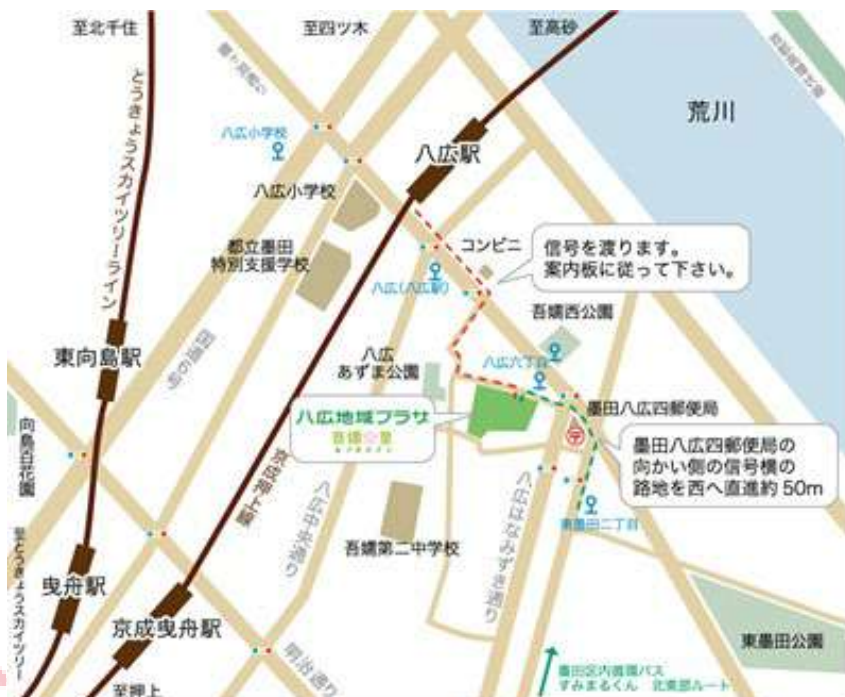 至北千住
至四ツ木
至高砂
荒川
とうきょうスカイツリーライン
八広小学校
八広駅
八広小学校
都立墨田
特別支援学校
コンビニ
信号を渡ります。
案内板に従って下さい。
八広(八広駅)
吾嬬西公園
国道6号
東向島駅
八広
あずま公園
八広六丁目
墨田八広四郵便局
八広地域プラザ
向島百花園
京成押上線
墨田八広四郵便局の
向かい側の信号横の
路地を西へ直進約50m
八広中央通り
八広はなみずき通り
東墨田二丁目
吾嬬第二中学校
至とうきょうスカイツリー
曳舟駅
京成曳舟駅
明治通り
東墨田公園
至押上
墨田区内循環バス
すみまるくん 北東部ルート